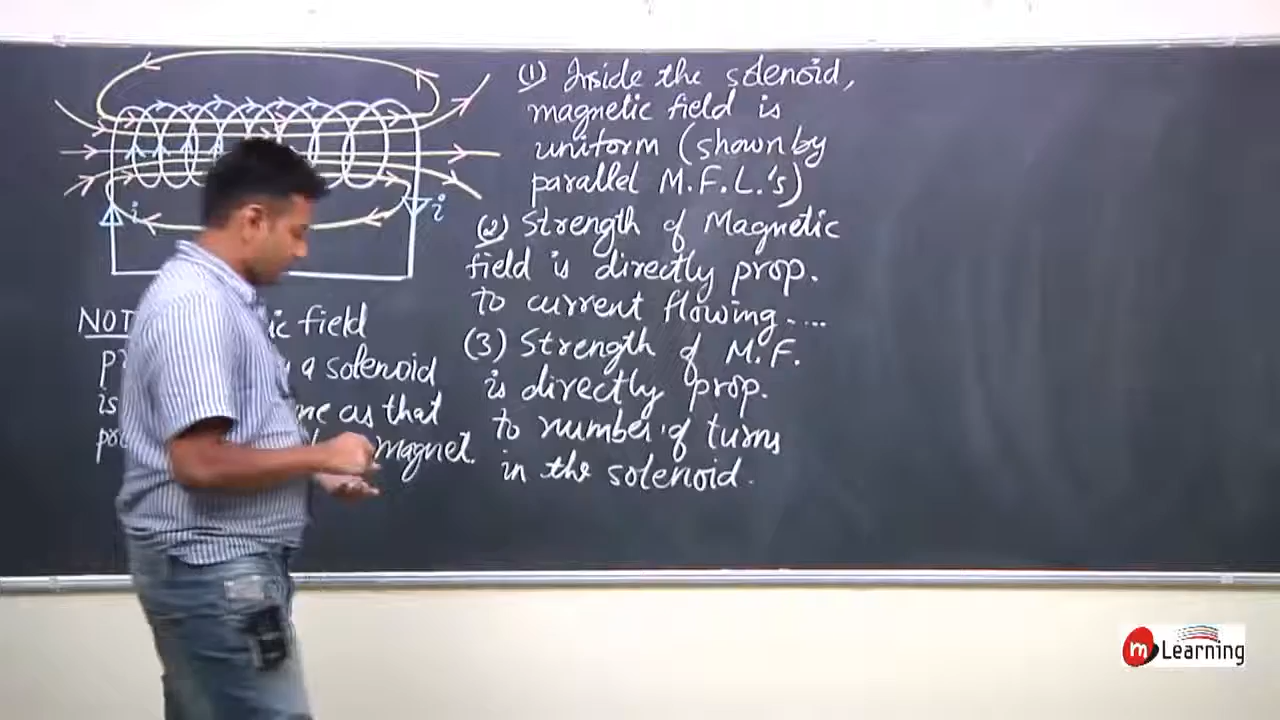 i
i
(1) Inside the solenoid,
magnetic field is
uniform (shown by
parallel M.F.L.'s)
(2) Strength of Magnetic
field is directly prop.
to current flowing....
(3) Strength of M.F.
is directly prop.
to number of turns
in the solenoid.
NOT ic field
a solenoid
is me as that
magnet.
m Learning